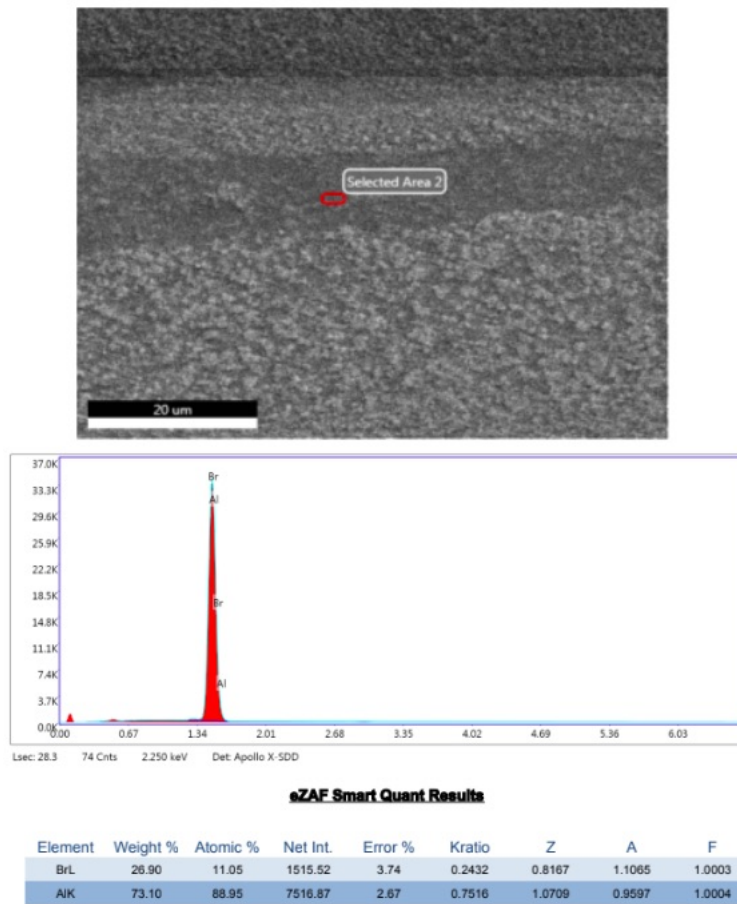 Selected Area 2
20 um
37.0K
33.3K
29.6K
25.9K
22.2K
18.5K
14.8K
11.1K
7.4K
3.7K
0.0K
Br
Al
Br
Al
0.00 0.67 1.34 2.01 2.68 3.35 4.02 4.69 5.36 6.03
Lsec: 28.3 74 Cnts 2.250 keV Det: Apollo X-SDD
eZAF Smart Quant Results
Element Weight % Atomic % Net Int. Error % Kratio Z A F
BrL 26.90 11.05 1515.52 3.74 0.2432 0.8167 1.1065 1.0003
AlK 73.10 88.95 7516.87 2.67 0.7516 1.0709 0.9597 1.0004